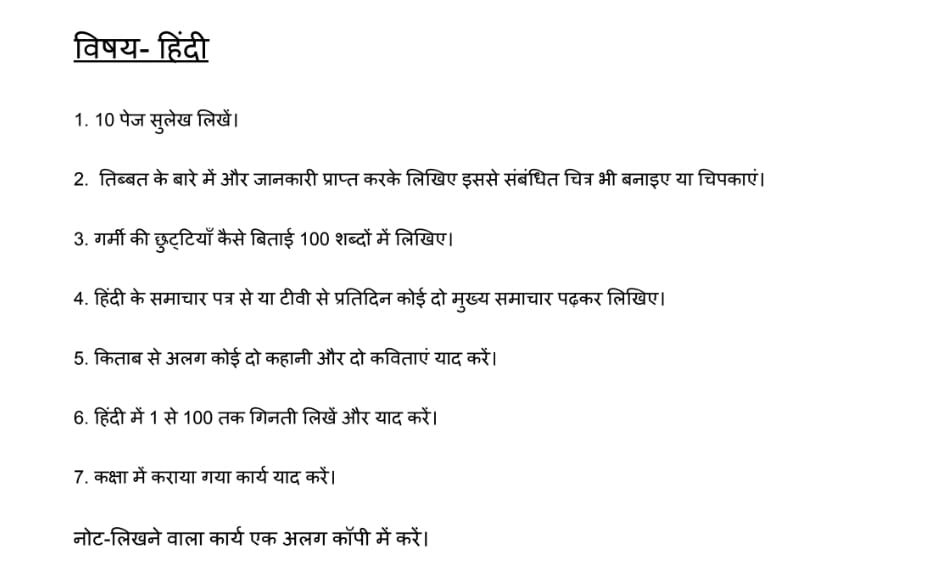 विषय- हिंदी
1. 10 पेज सुलेख लिखें।
2. तिब्बत के बारे में और जानकारी प्राप्त करके लिखिए इससे संबंधित चित्र भी बनाइए या चिपकाएं।
3. गर्मी की छुट्टियाँ कैसे बिताई 100 शब्दों में लिखिए।
4. हिंदी के समाचार पत्र से या टीवी से प्रतिदिन कोई दो मुख्य समाचार पढ़कर लिखिए।
5. किताब से अलग कोई दो कहानी और दो कविताएं याद करें।
6. हिंदी में 1 से 100 तक गिनती लिखें और याद करें।
7. कक्षा में कराया गया कार्य याद करें।
नोट-लिखने वाला कार्य एक अलग कॉपी में करें।